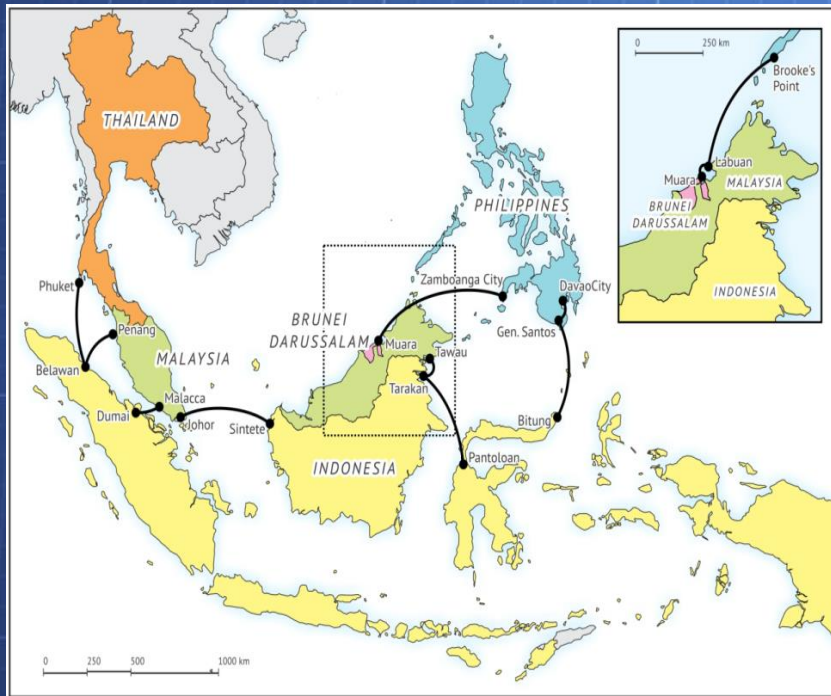 THAILAND
PHILIPPINES
Phuket
Zamboanga City
DavaoCity
Gen. Santos
Penang
BRUNEI
DARUSSALAM
Muara
MALAYSIA
Tawau
Belawan
Malacca
Tarakan
Dumai
Johor
Sintete
Bitung
INDONESIA
Pantoloan
0 250 500 1000 km
0 250 km
Brooke's
Point
Labuan
Muara
MALAYSIA
BRUNEI
DARUSSALAM
INDONESIA